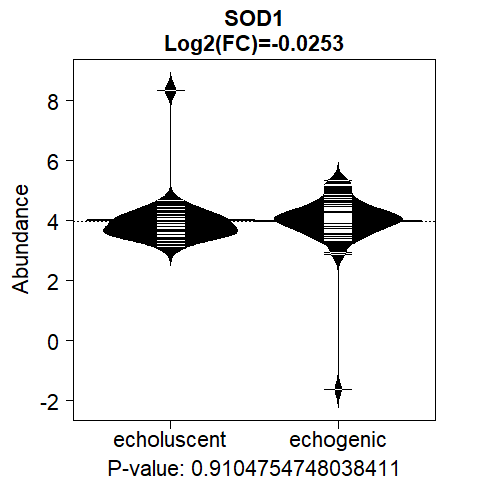 SOD1
Log2(FC)=-0.0253
Abundance
8
6
4
2
0
-2
echoluscent echogenic
P-value: 0.9104754748038411